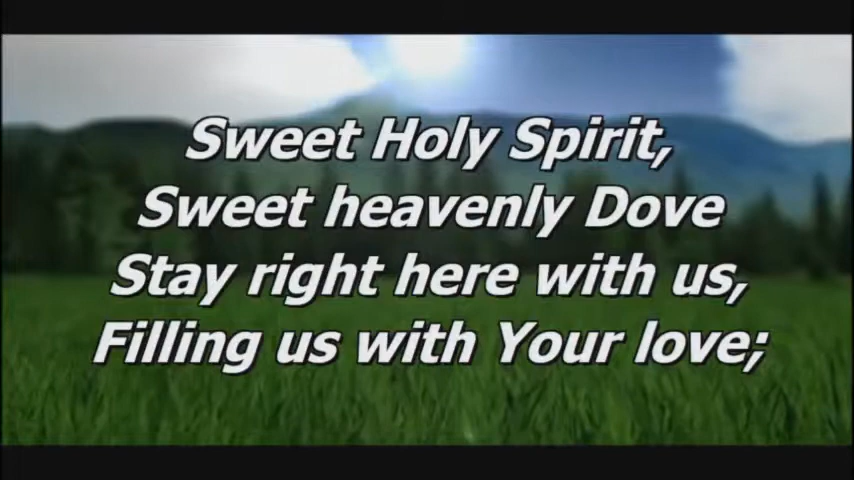 Sweet Holy Spirit,
Sweet heavenly Dove
Stay right here with us,
Filling us with Your love;